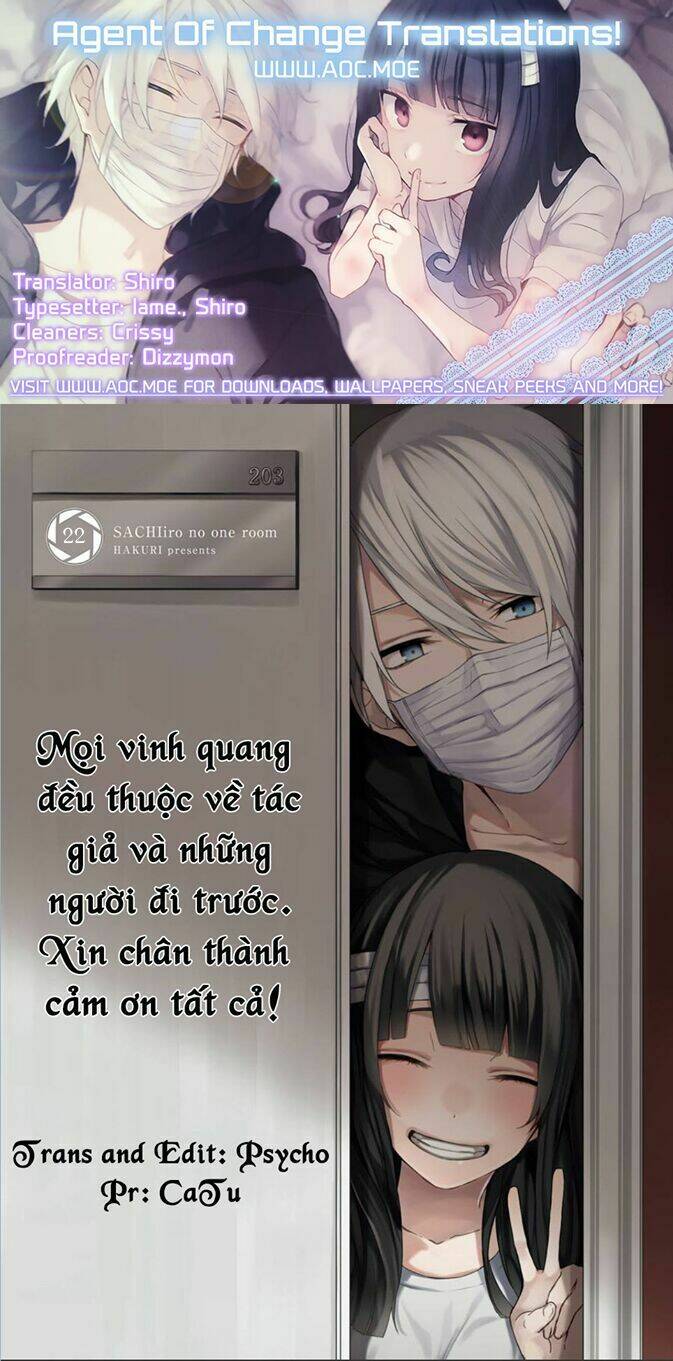 Agent Of Change Translations!
WWW.AOC.MOE
Translator: Shiro
Typesetter: Iame., Shiro
Cleaners: Crissy
Proofreader: Dizzymon
VISIT WWW.AOC.MOE FOR DOWNLOADS, WALLPAPERS, SNEAK PEEKS AND MORE!
203
22
SACHIiro no one room
HAKURI presents
Mọi vinh quang
đều thuộc về tác
giả và những
người đi trước.
Xin chân thành
cảm ơn tất cả!
Trans and Edit: Psycho
Pr: CaTu